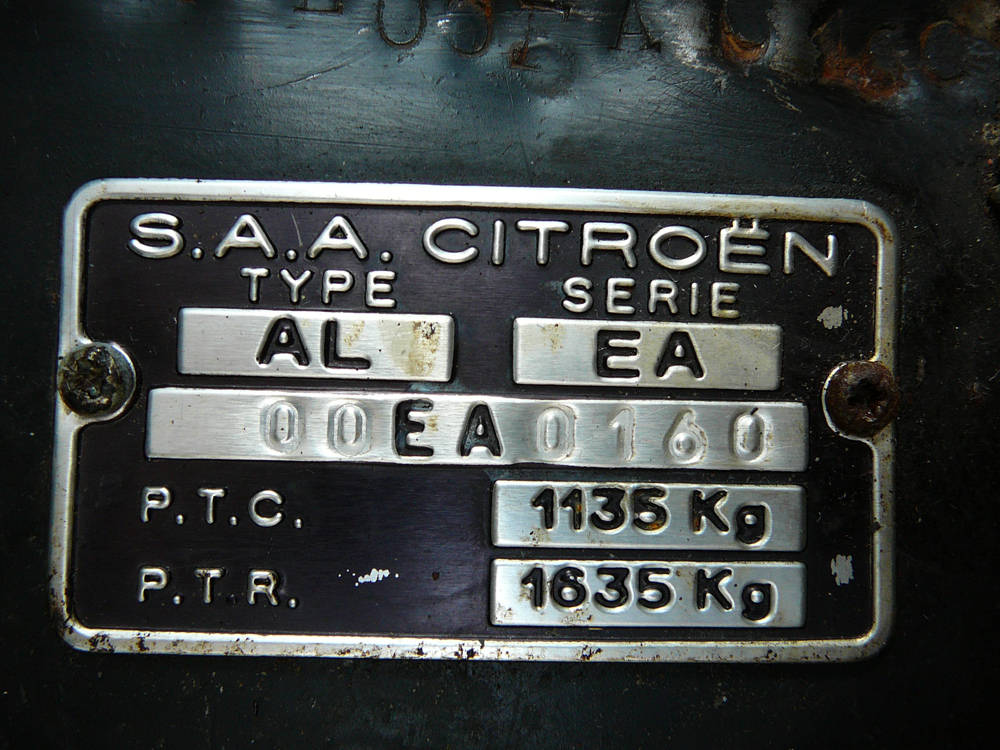 S.A.A. CITROËN
TYPE SERIE
AL EA
00EA0160
P.T.C. 1135 Kg
P.T.R. 1635 Kg